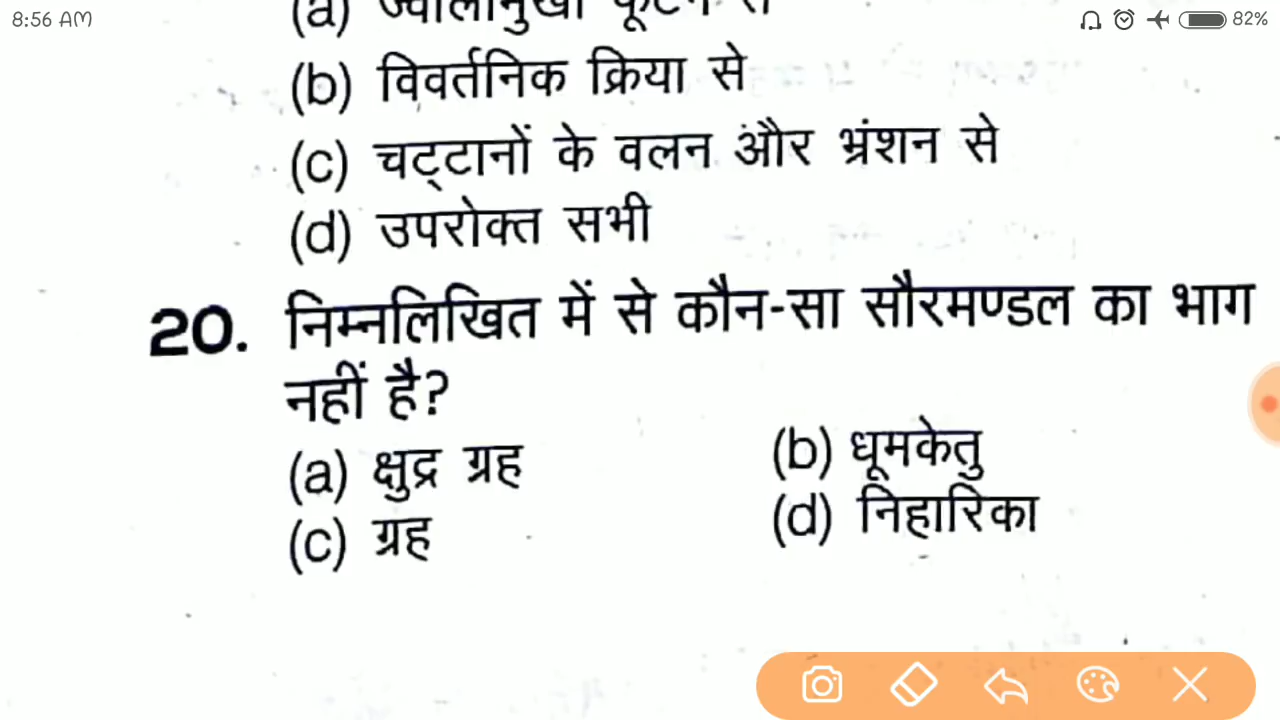 8:56 AM
82%
(a) ज्वालामुखी फूटने से
(b) विवर्तनिक क्रिया से
(c) चट्टानों के वलन और भ्रंशन से
(d) उपरोक्त सभी
20. निम्नलिखित में से कौन-सा सौरमण्डल का भाग
नहीं है?
(a) क्षुद्र ग्रह
(b) धूमकेतु
(c) ग्रह
(d) निहारिका